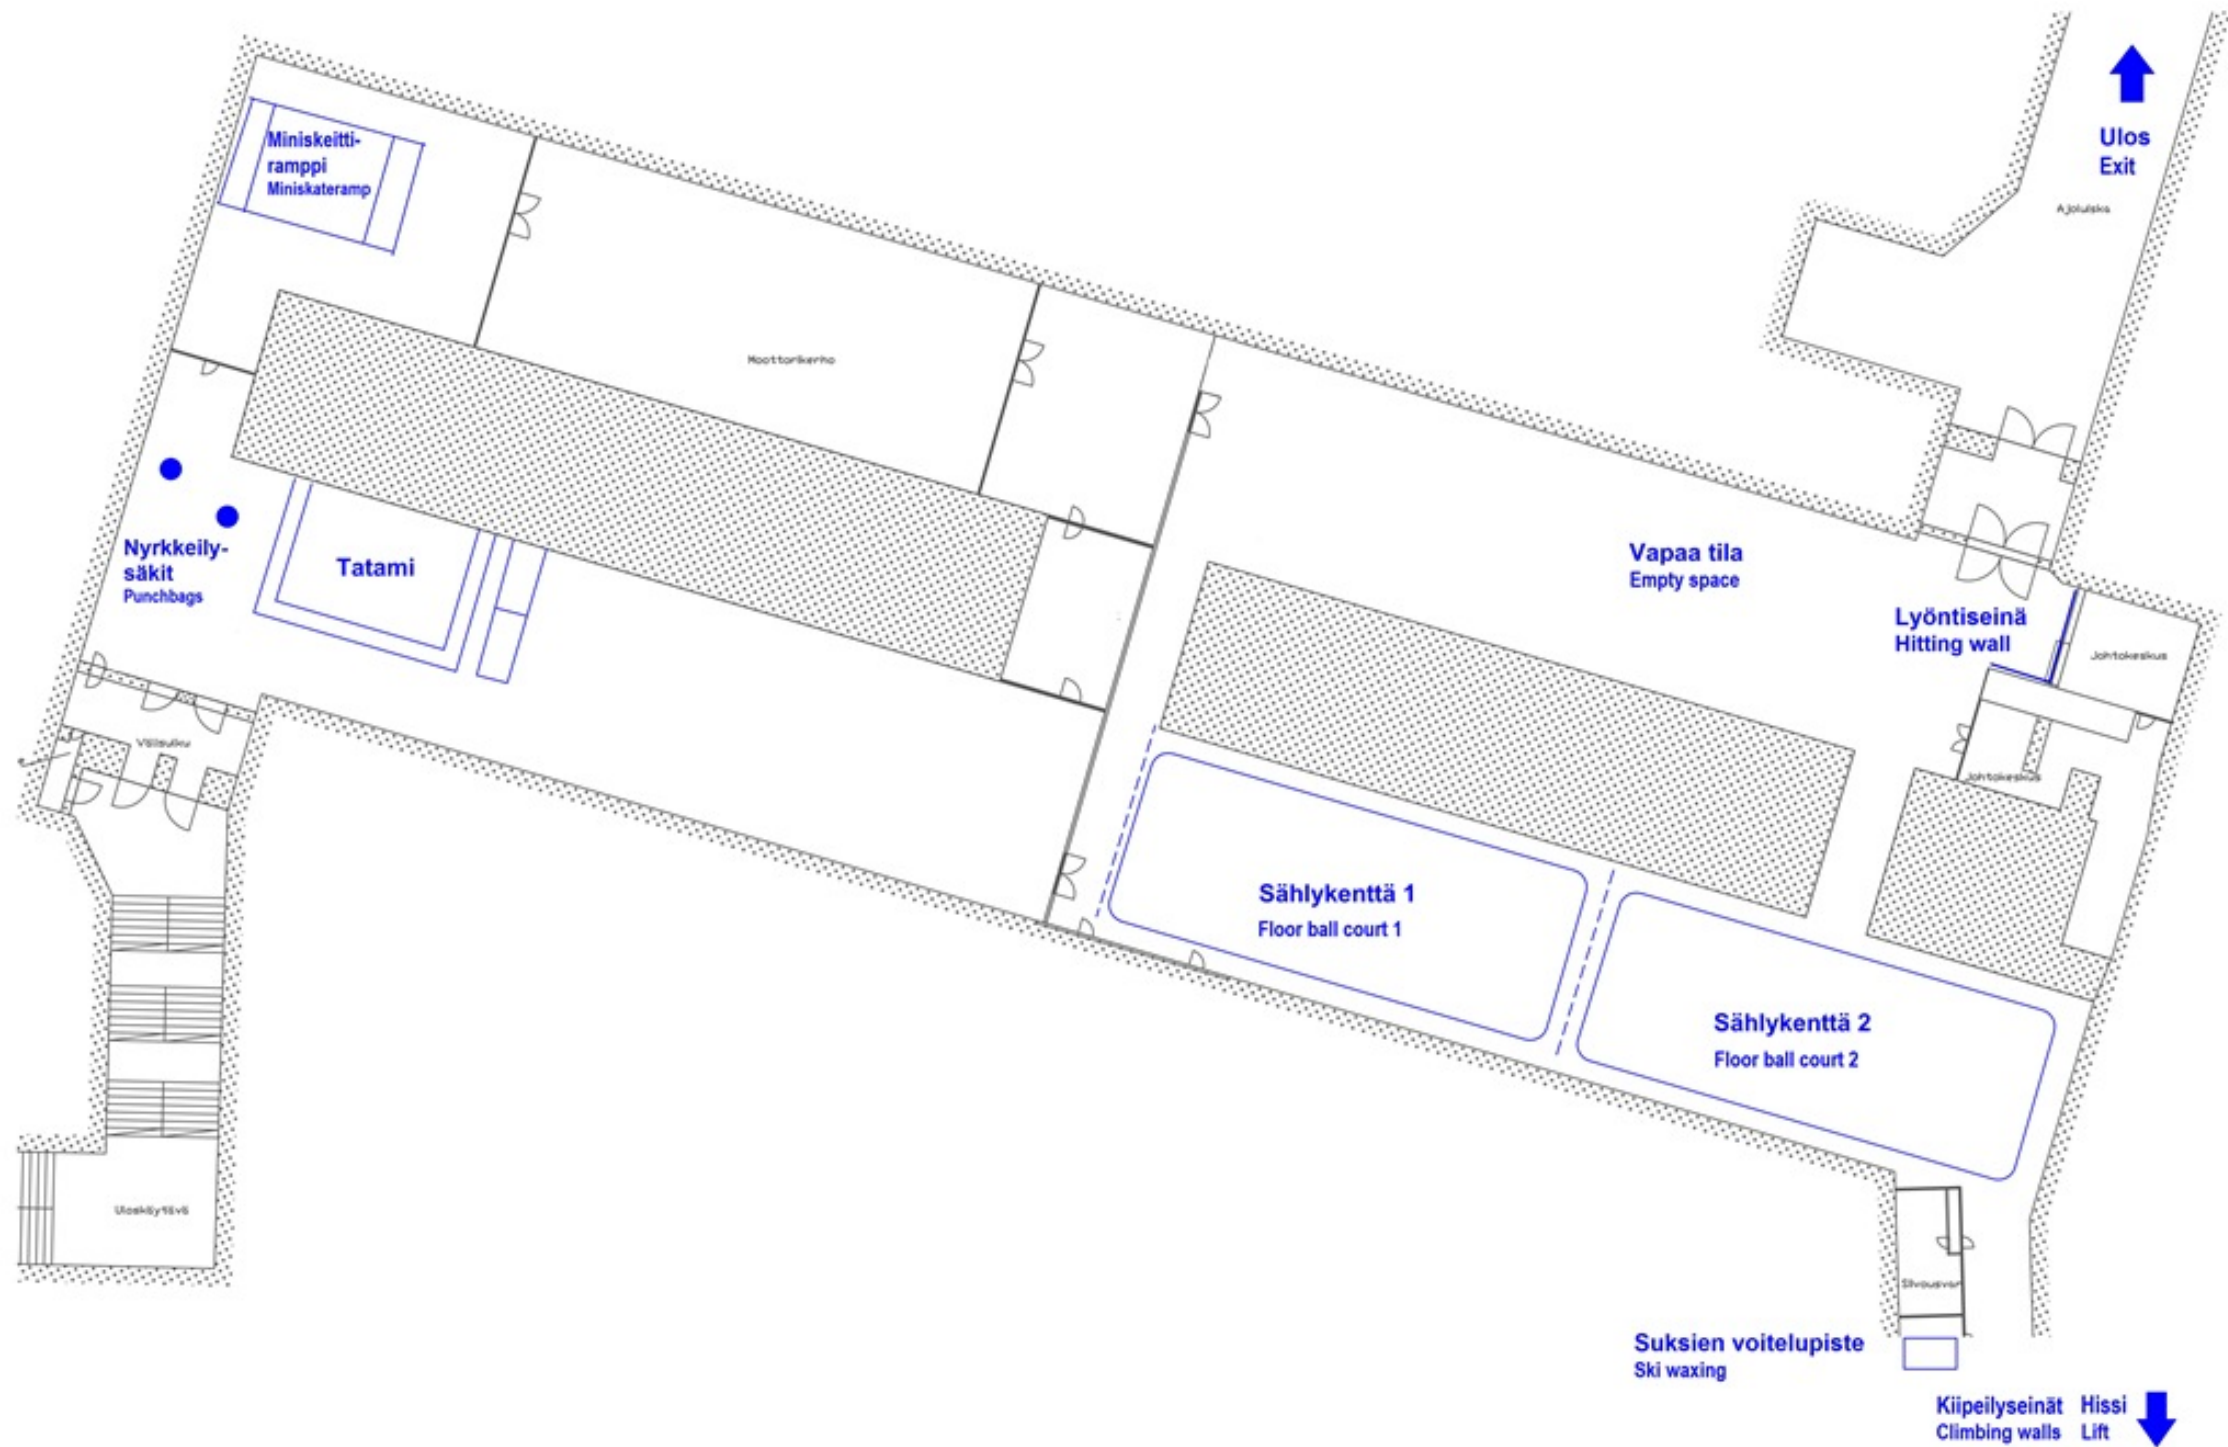 Miniskeitti-
ramppi
Miniskateramp
Ulos
Exit
Ajoluiska
Moottorikerho
Nyrkkeily-
säkit
Punchbags
Tatami
Vapaa tila
Empty space
Lyöntiseinä
Hitting wall
Johtokeskus
Välisulku
Johtokeskus
Sählykenttä 1
Floor ball court 1
Sählykenttä 2
Floor ball court 2
Uloskäytävä
Siivousvar
Suksien voitelupiste
Ski waxing
Kiipeilyseinät Hissi
Climbing walls Lift